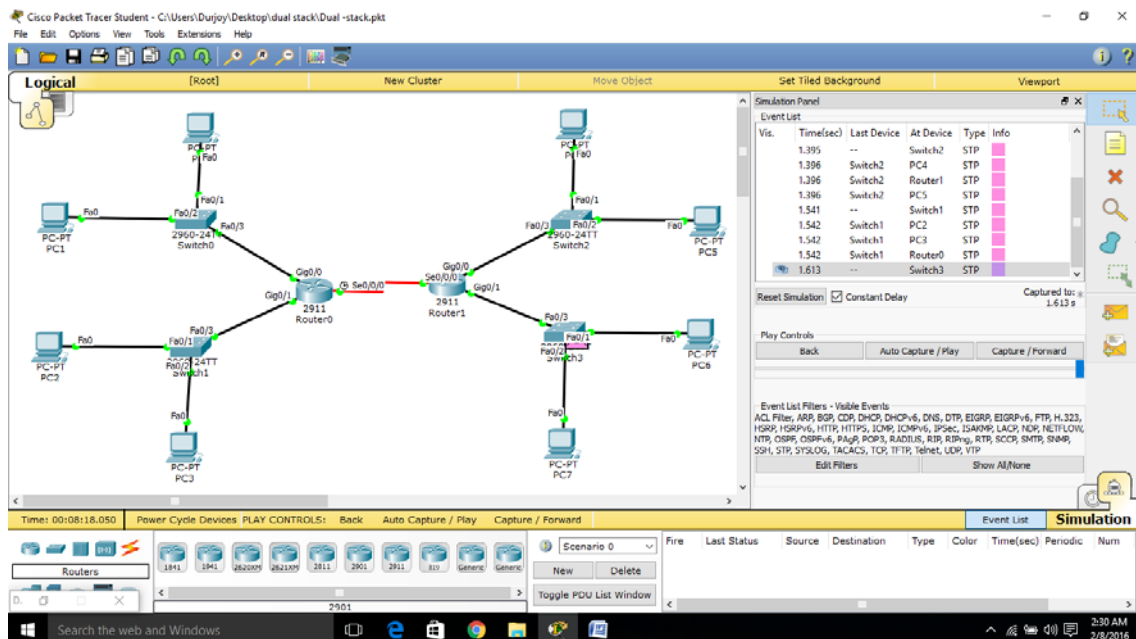 Cisco Packet Tracer Student - C:\Users\Durjoy\Desktop\dual stack\Dual -stack.pkt
File Edit Options View Tools Extensions Help
Logical [Root] New Cluster Move Object Set Tiled Background Viewport
PC-PT
Fa0
Fa0/1
Fa0
PC-PT
PC1
Fa0/2
Fa0/3
2960-24TT
Switch0
Gig0/0
Gig0/1
2911
Router0
Se0/0/0
Fa0
PC-PT
PC2
Fa0/3
Fa0/1
Fa0/2
Switch1
Fa0
PC-PT
PC3
PC-PT
Fa0
Fa0/1
Fa0/3
Fa0/2
2960-24TT
Switch2
Fa0
PC-PT
PC5
Gig0/0
Se0/0/0
Gig0/1
2911
Router1
Fa0/3
Fa0/1
Fa0/2
Fa0
PC-PT
PC6
Fa0
PC-PT
PC7
Simulation Panel
Event List
Vis. Time(sec) Last Device At Device Type Info
1.395 -- Switch2 STP
1.396 Switch2 PC4 STP
1.396 Switch2 Router1 STP
1.396 Switch2 PC5 STP
1.541 -- Switch1 STP
1.542 Switch1 PC2 STP
1.542 Switch1 PC3 STP
1.542 Switch1 Router0 STP
1.613 -- Switch3 STP
Reset Simulation Constant Delay Captured to:
1.613 s
Play Controls
Back Auto Capture / Play Capture / Forward
Event List Filters - Visible Events
ACL Filter, ARP, BGP, CDP, DHCP, DHCPv6, DNS, DTP, EIGRP, EIGRPv6, FTP, H.323,
HSRP, HSRPv6, HTTP, HTTPS, ICMP, ICMPv6, IPSec, ISAKMP, LACP, NDP, NETFLOW,
NTP, OSPF, OSPFv6, PAgP, POP3, RADIUS, RIP, RIPng, RTP, SCCP, SMTP, SNMP,
SSH, STP, SYSLOG, TACACS, TCP, TFTP, Telnet, UDP, VTP
Edit Filters Show All/None
Time: 00:08:18.050 Power Cycle Devices PLAY CONTROLS: Back Auto Capture / Play Capture / Forward Event List Simulation
Routers
1841 1941 2620XM 2621XM 2811 2901 2911 819 Generic Generic
2901
D.
Scenario 0
New Delete
Toggle PDU List Window
Fire Last Status Source Destination Type Color Time(sec) Periodic Num
Search the web and Windows
2:30 AM
2/8/2016